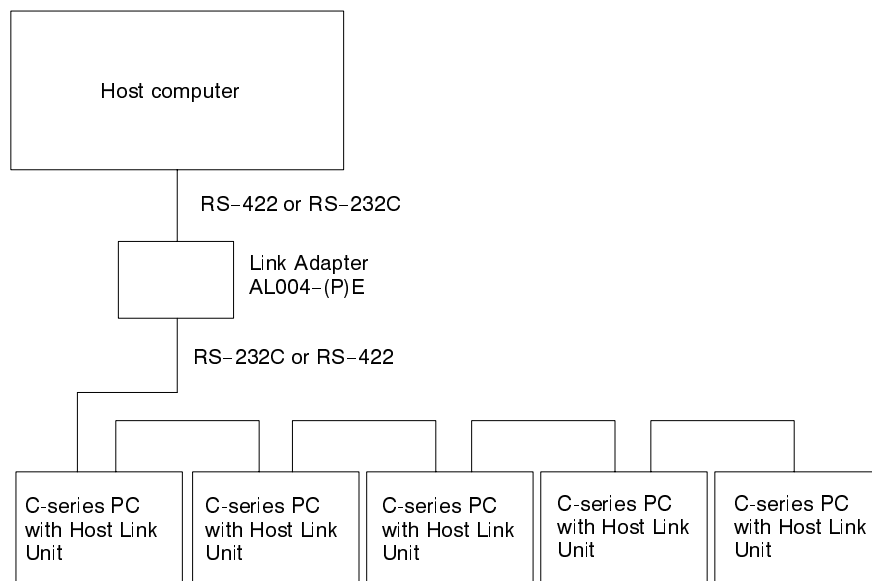 Host computer
RS−422 or RS−232C
Link Adapter
AL004−(P)E
RS−232C or RS−422
C-series PC
with Host Link
Unit
C-series PC
with Host Link
Unit
C-series PC
with Host Link
Unit
C-series PC
with Host Link
Unit
C-series PC
with Host Link
Unit